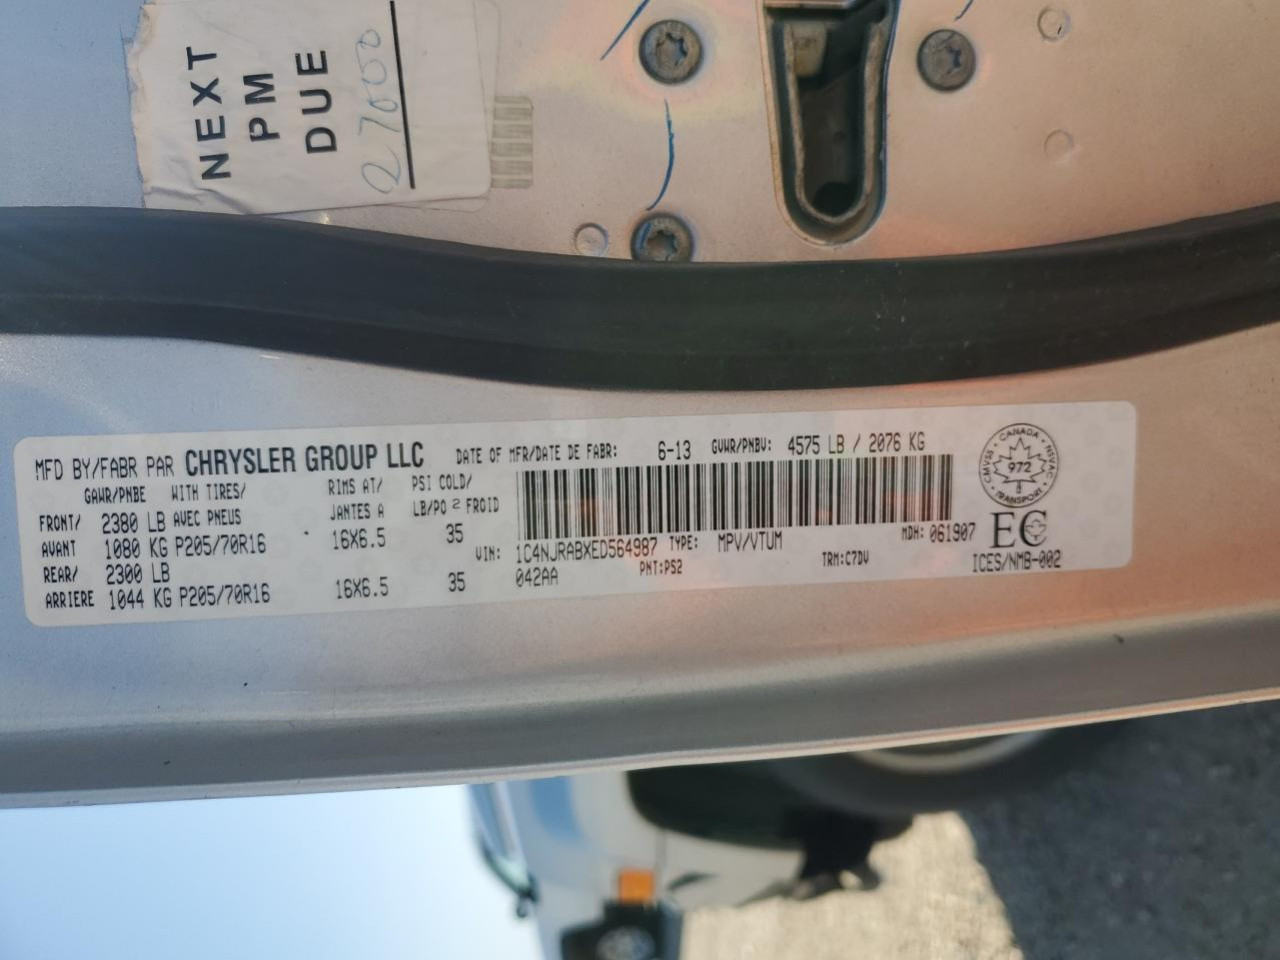 NEXT
PM
DUE
27000
MFD BY/FABR PAR CHRYSLER GROUP LLC DATE OF MFR/DATE DE FABR: 6-13 GVWR/PNBV: 4575 LB / 2076 KG
GAWR/PNBE WITH TIRES/ RIMS AT/ PSI COLD/
AVEC PNEUS JANTES A LB/PO 2 FROID
FRONT/ 2380 LB
AVANT 1080 KG P205/70R16 16X6.5 35
REAR/ 2300 LB
ARRIERE 1044 KG P205/70R16 16X6.5 35
VIN: 1C4NJRABXED564987 TYPE: MPV/VTUM MDH: 061907
042AA PNT:PS2 TRM:C7DV
CANADA
CMVSS 972 NSVAC
TRANSPORT
EC
ICES/NMB-002